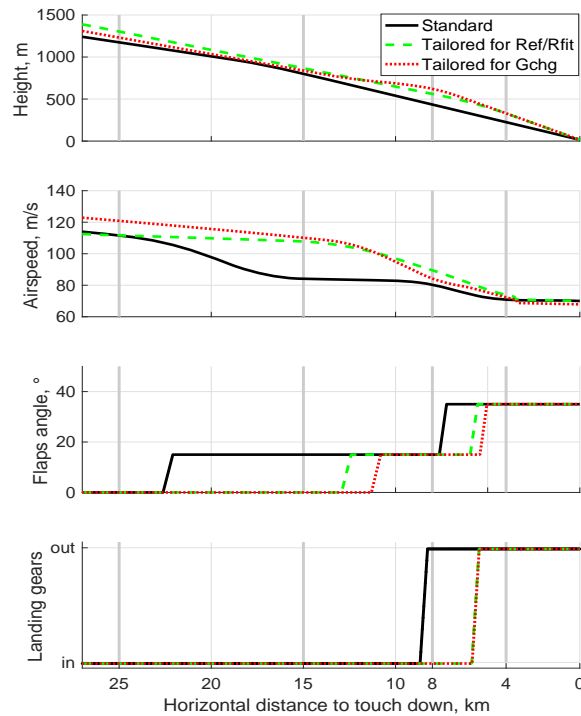 1500
1000
500
0
Height, m
Standard
Tailored for Ref/Rfit
Tailored for Gchg
140
120
100
80
60
Airspeed, m/s
40
20
0
Flaps angle, °
out
in
Landing gears
25
20
15
10
8
5
4
0
Horizontal distance to touch down, km